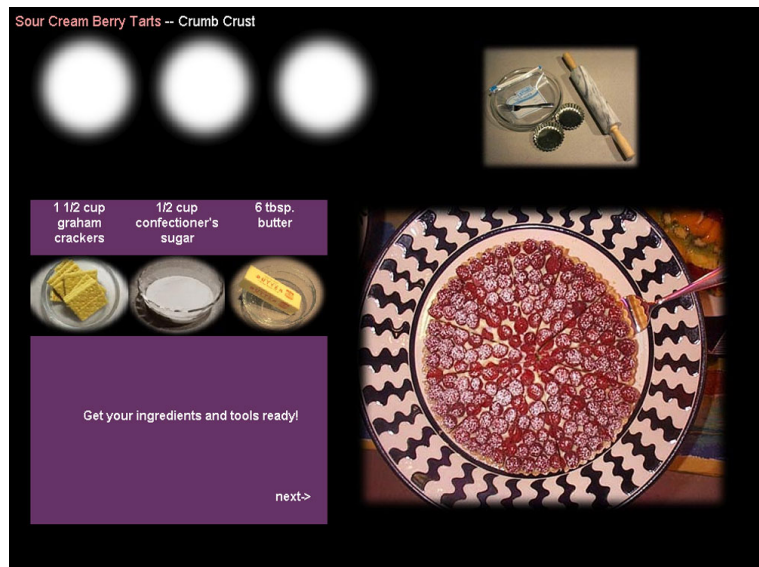 Sour Cream Berry Tarts -- Crumb Crust
1 1/2 cup
graham
crackers
1/2 cup
confectioner's
sugar
6 tbsp.
butter
BUTTER
Get your ingredients and tools ready!
next->